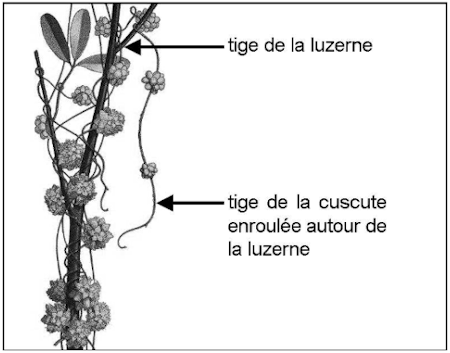 tige de la luzerne
tige de la cuscute
enroulée autour de
la luzerne